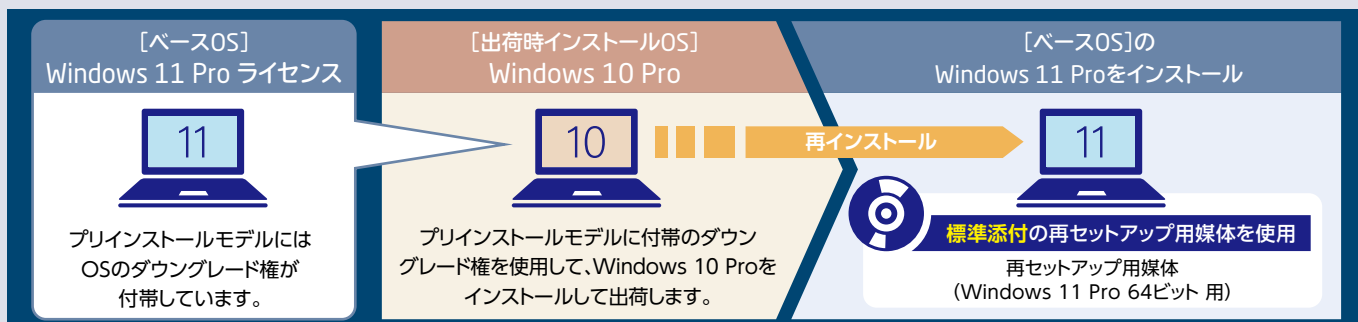 [ベースOS]
Windows 11 Pro ライセンス
11
プリインストールモデルには
OSのダウングレード権が
付帯しています。
[出荷時インストールOS]
Windows 10 Pro
10
プリインストールモデルに付帯のダウン
グレード権を使用して、Windows 10 Proを
インストールして出荷します。
再インストール
[ベースOS]の
Windows 11 Proをインストール
11
標準添付の再セットアップ用媒体を使用
再セットアップ用媒体
(Windows 11 Pro 64ビット 用)